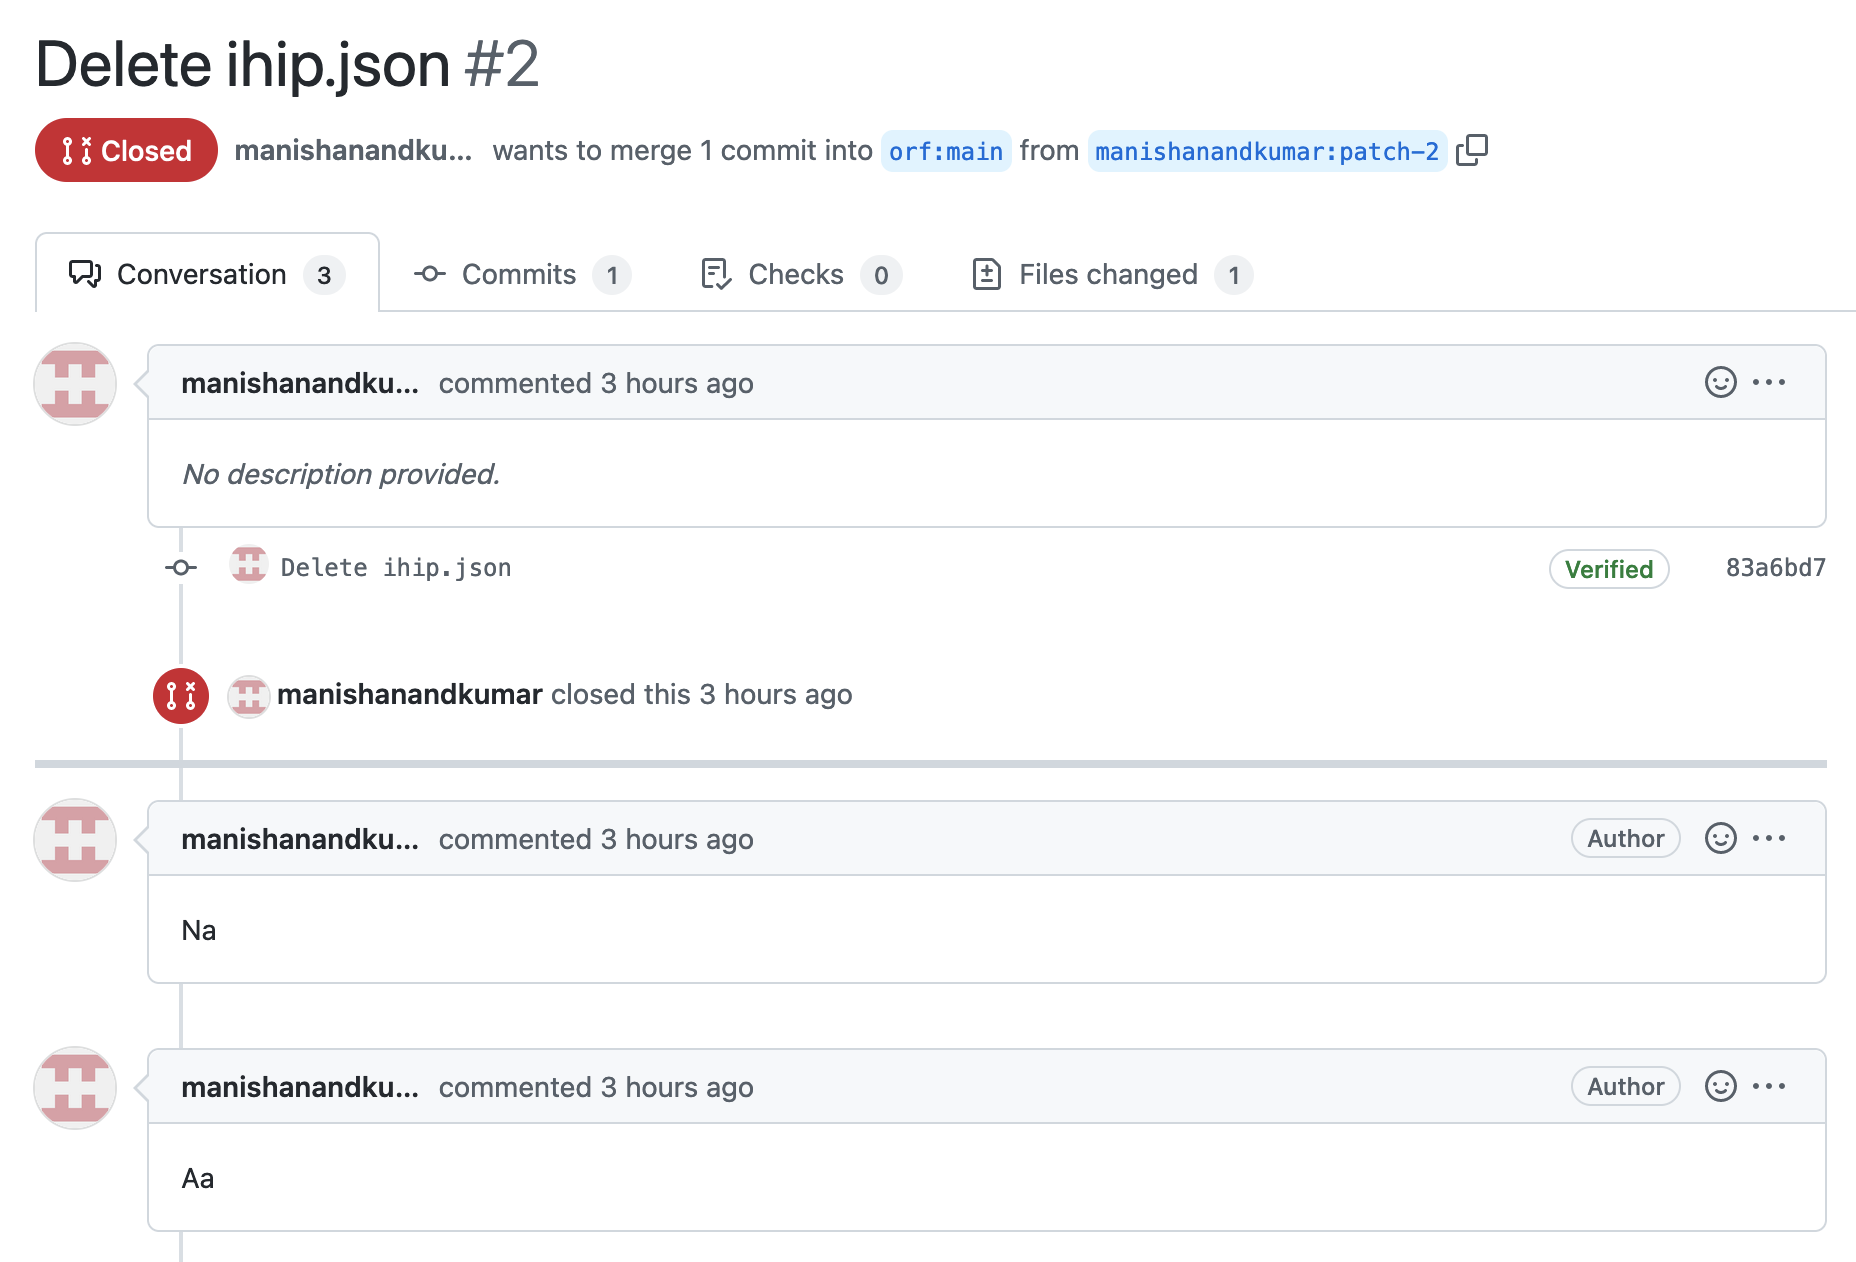 Delete ihip.json #2
Closed manishanandku... wants to merge 1 commit into orf:main from manishanandkumar:patch-2
Conversation 3 Commits 1 Checks 0 Files changed 1
manishanandku... commented 3 hours ago
No description provided.
Delete ihip.json Verified 83a6bd7
manishanandkumar closed this 3 hours ago
manishanandku... commented 3 hours ago Author
Na
manishanandku... commented 3 hours ago Author
Aa